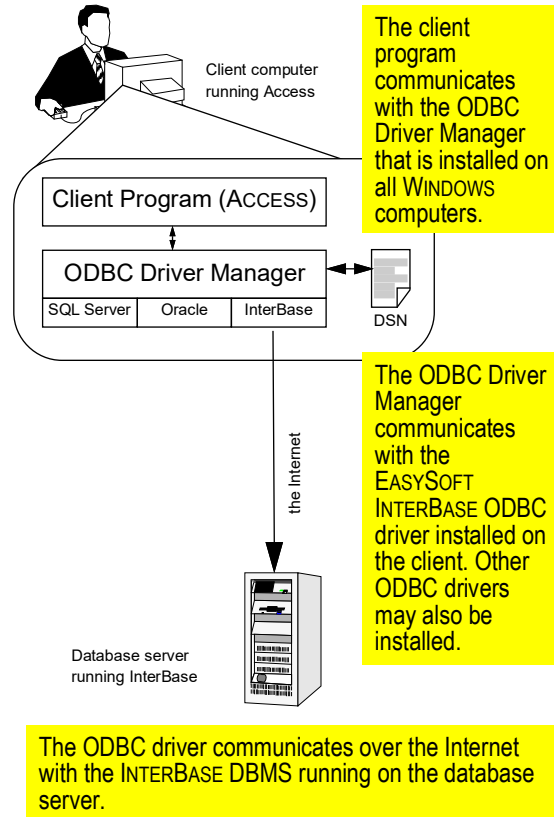 Client computer
running Access
The client
program
communicates
with the ODBC
Driver Manager
that is installed on
all WINDOWS
computers.
Client Program (ACCESS)
ODBC Driver Manager
SQL Server
Oracle
InterBase
DSN
The ODBC Driver
Manager
communicates
with the
EASYSOFT
INTERBASE ODBC
driver installed on
the client. Other
ODBC drivers
may also be
installed.
the Internet
Database server
running InterBase
The ODBC driver communicates over the Internet
with the INTERBASE DBMS running on the database
server.